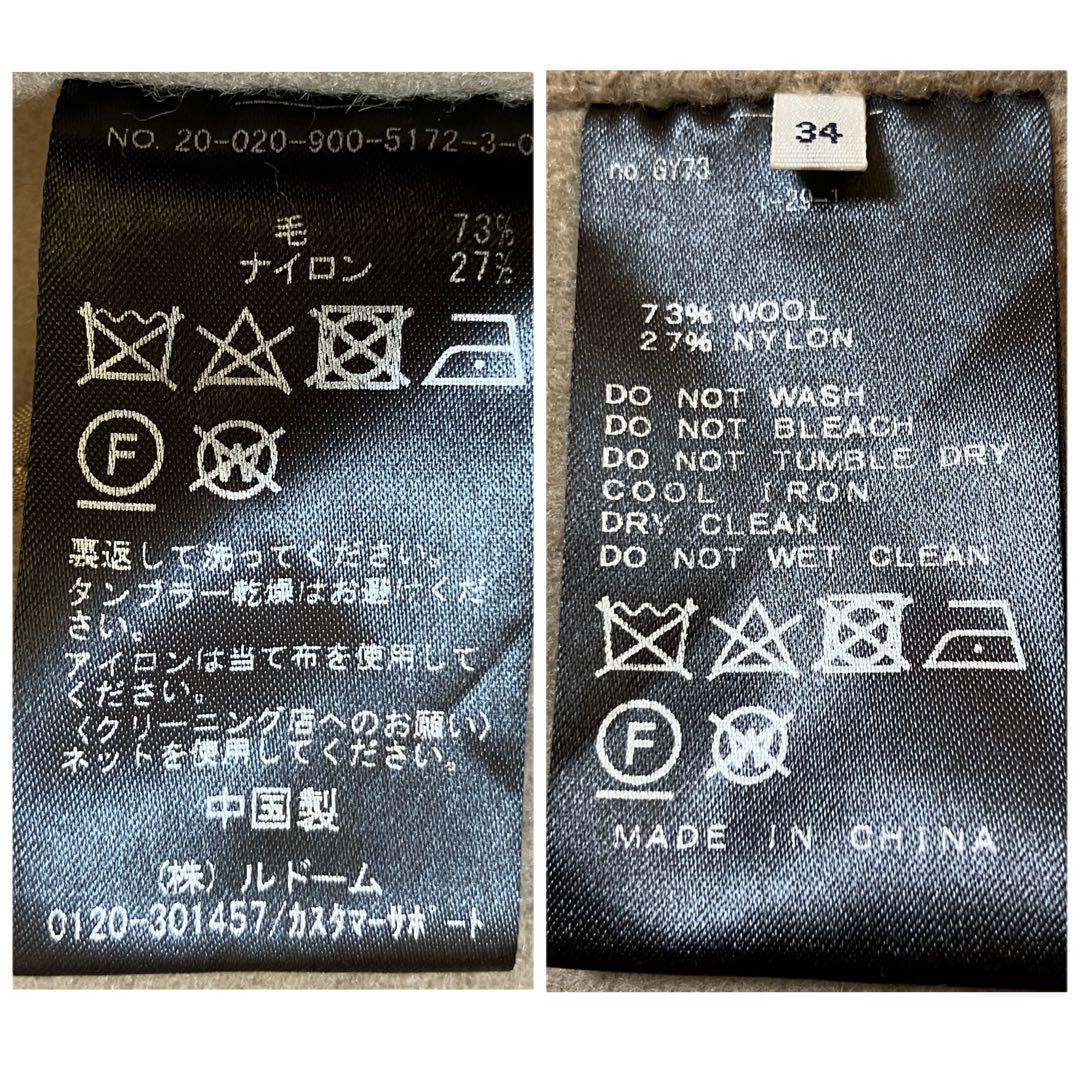 NO. 20-020-900-5172-3-0
毛 73%
ナイロン 27%
F
W
裏返して洗ってください。
タンブラー乾燥はお避けくだ
さい。
アイロンは当て布を使用して
ください。
〈クリーニング店へのお願い〉
ネットを使用してください。
中国製
(株) ルドーム
0120-301457/カスタマーサポート
34
no GY73
1-20-1
73% WOOL
27% NYLON
DO NOT WASH
DO NOT BLEACH
DO NOT TUMBLE DRY
COOL IRON
DRY CLEAN
DO NOT WET CLEAN
F
W
MADE IN CHINA